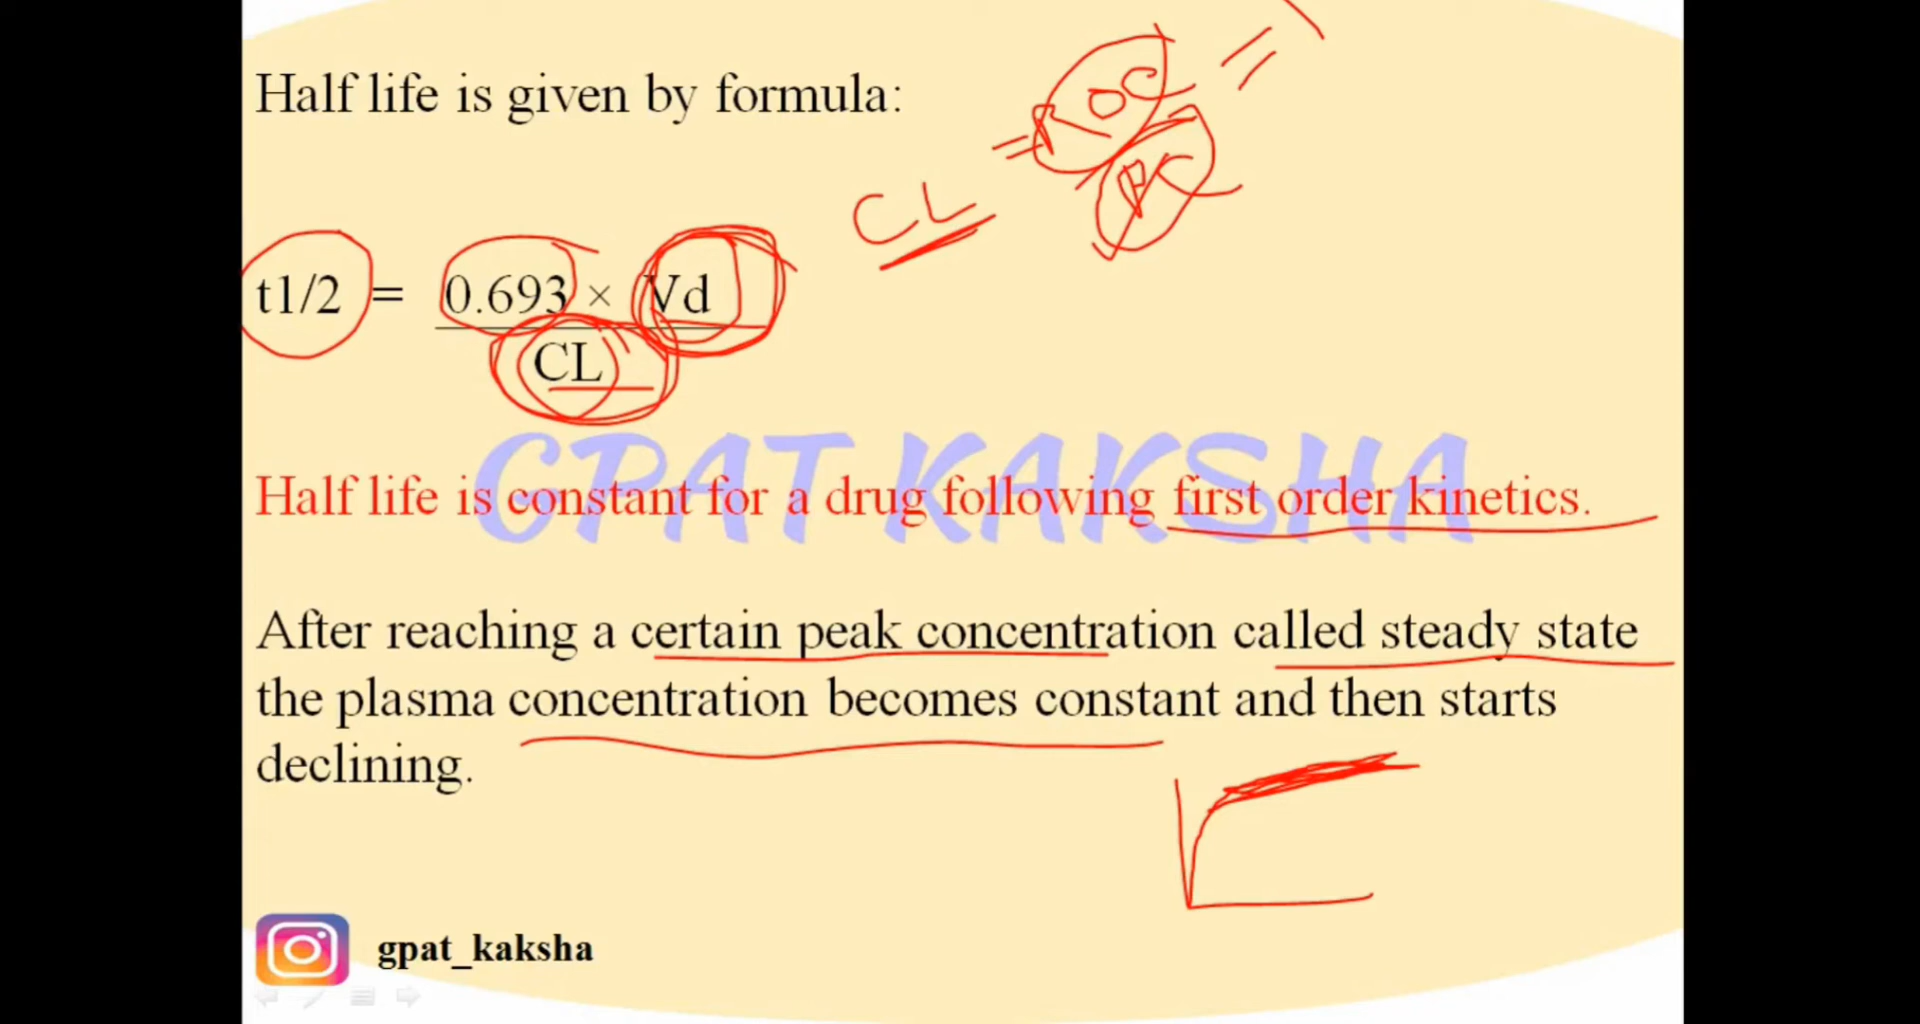 Half life is given by formula:
CL = ROE / PC =
t1/2 = 0.693 × Vd
CL
GPAT KAKSHA
Half life is constant for a drug following first order kinetics.
After reaching a certain peak concentration called steady state
the plasma concentration becomes constant and then starts
declining.
gpat_kaksha